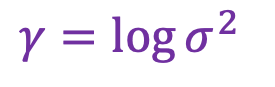 γ = log σ²